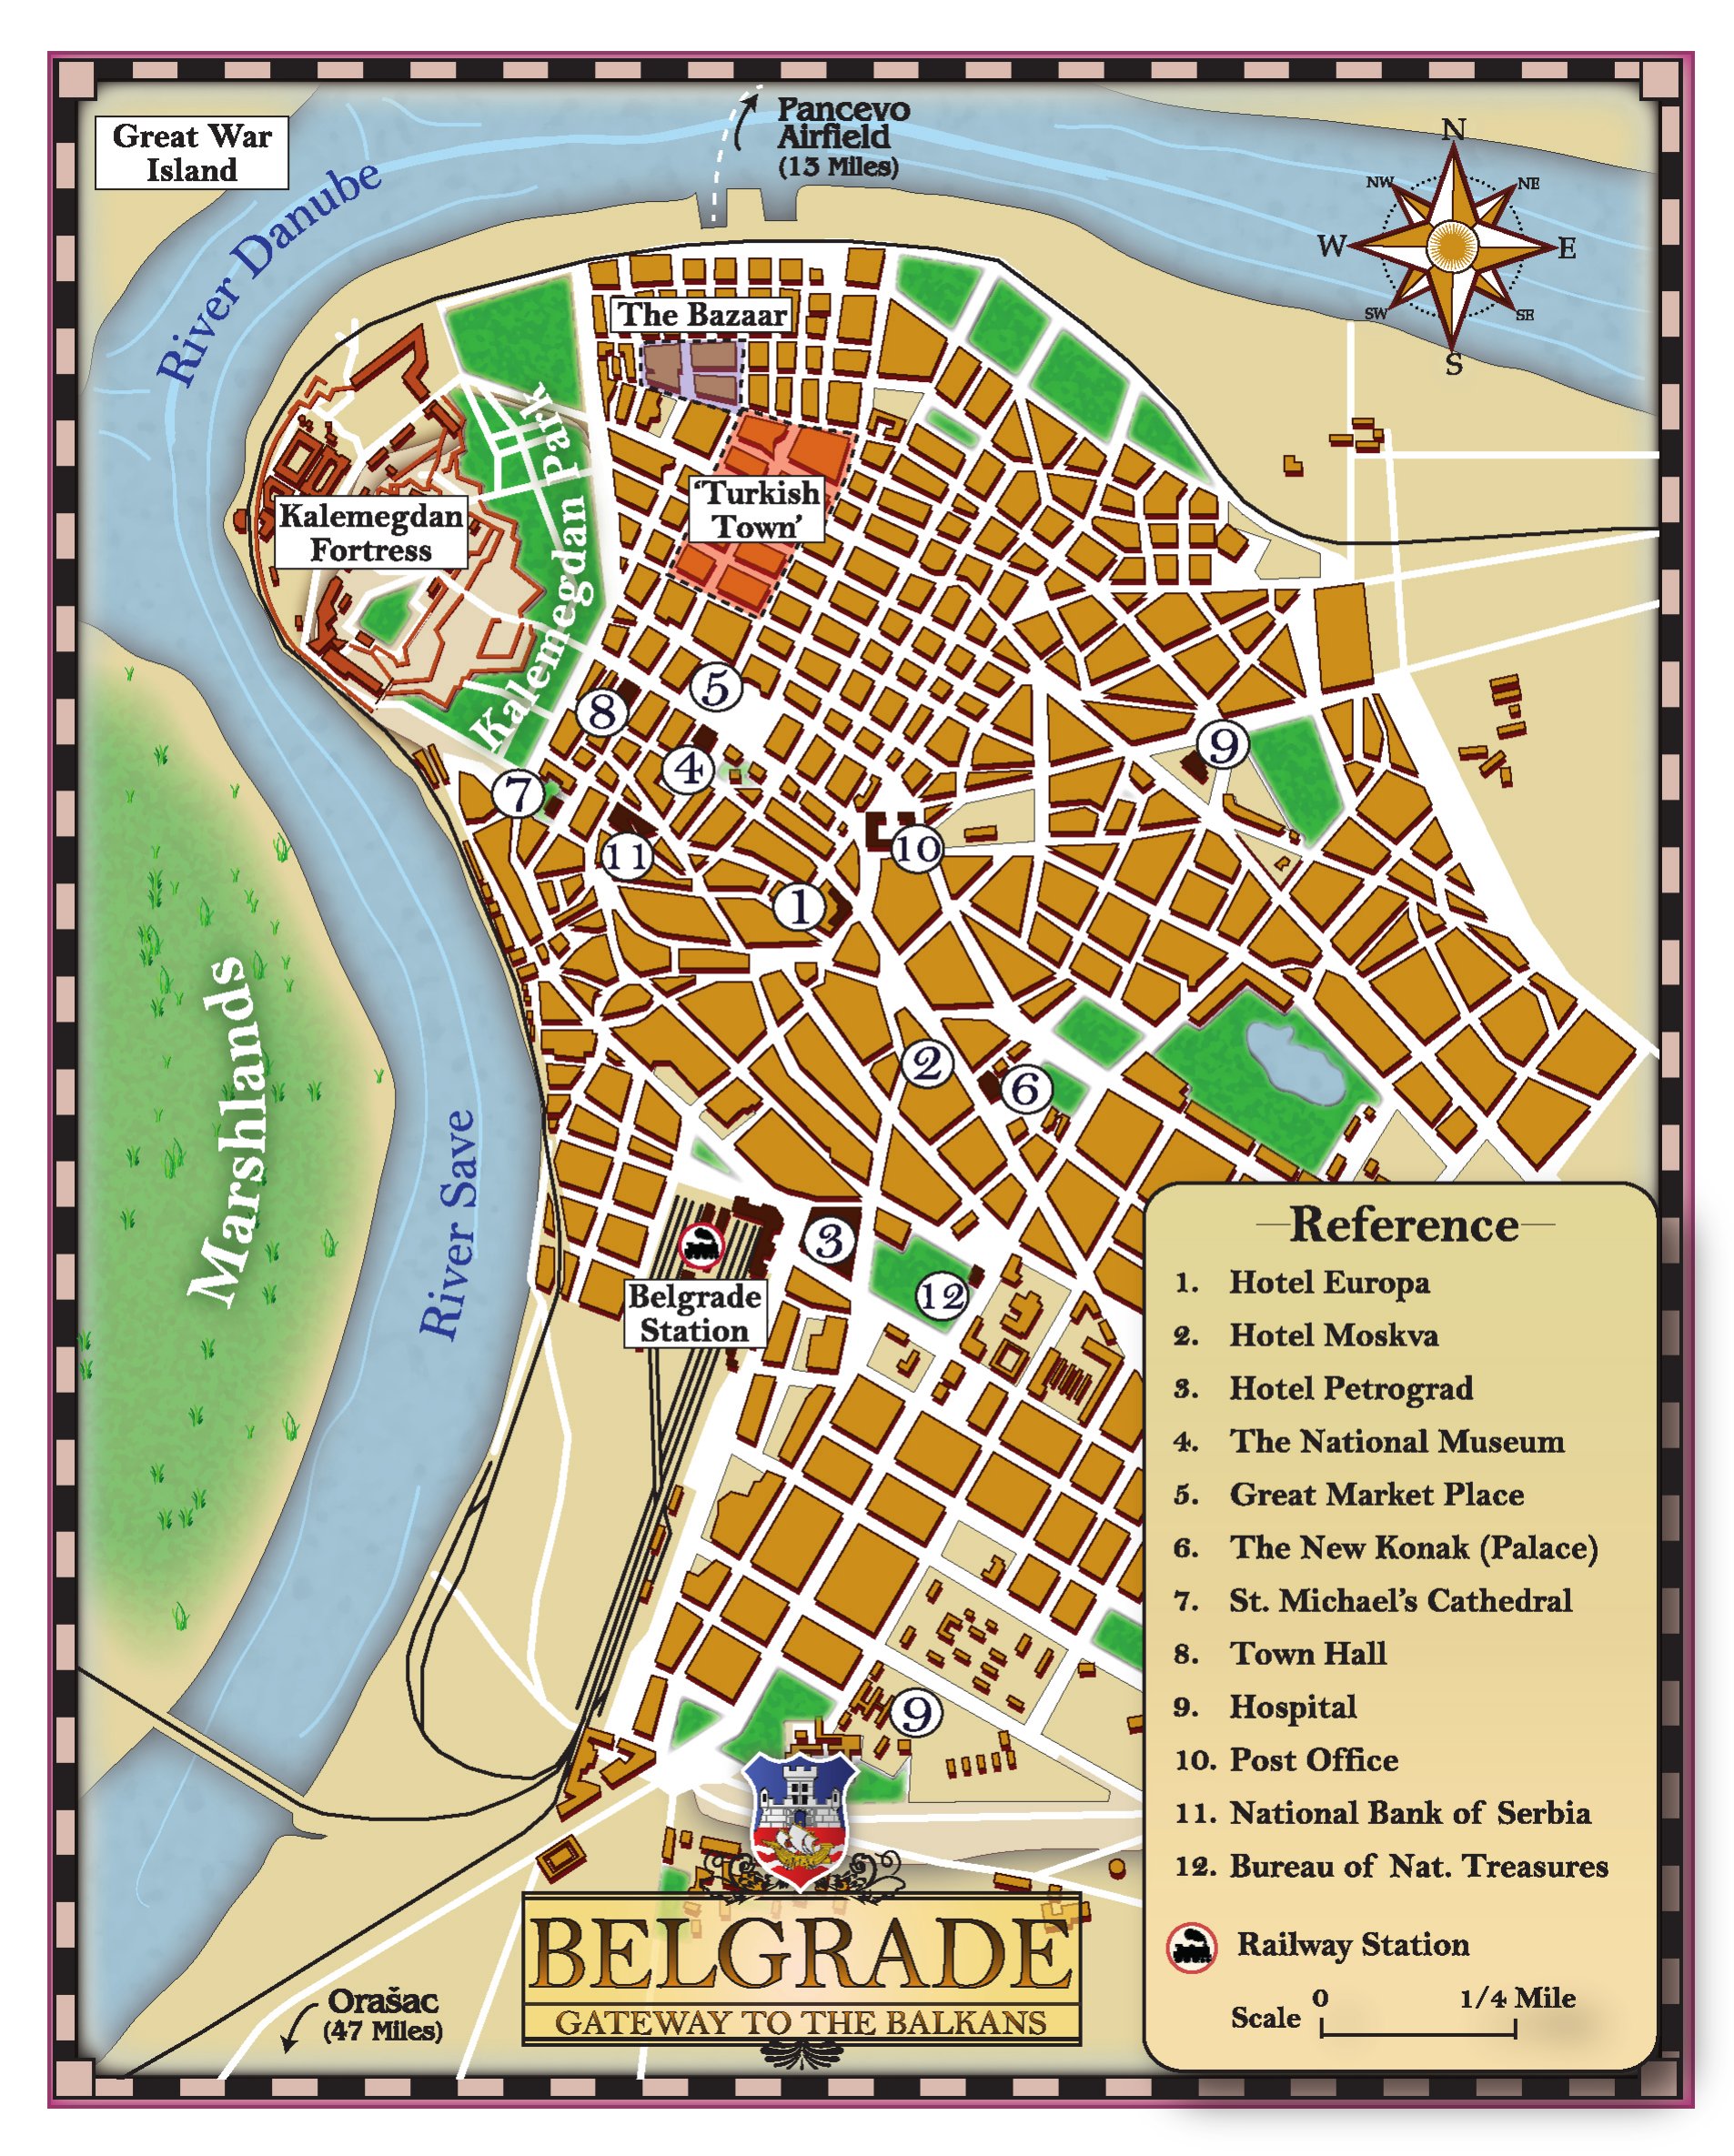 Great War
Island
Pancevo
Airfield
(13 Miles)
N
NW
NE
W
E
SW
SE
S
River Danube
The Bazaar
Kalemegdan Park
'Turkish
Town'
Kalemegdan
Fortress
5
8
4
7
9
11
10
1
2
6
Marshlands
River Save
3
12
Belgrade
Station
9
Reference
1. Hotel Europa
2. Hotel Moskva
3. Hotel Petrograd
4. The National Museum
5. Great Market Place
6. The New Konak (Palace)
7. St. Michael's Cathedral
8. Town Hall
9. Hospital
10. Post Office
11. National Bank of Serbia
12. Bureau of Nat. Treasures
Railway Station
Scale 0 1/4 Mile
BELGRADE
GATEWAY TO THE BALKANS
Orašac
(47 Miles)